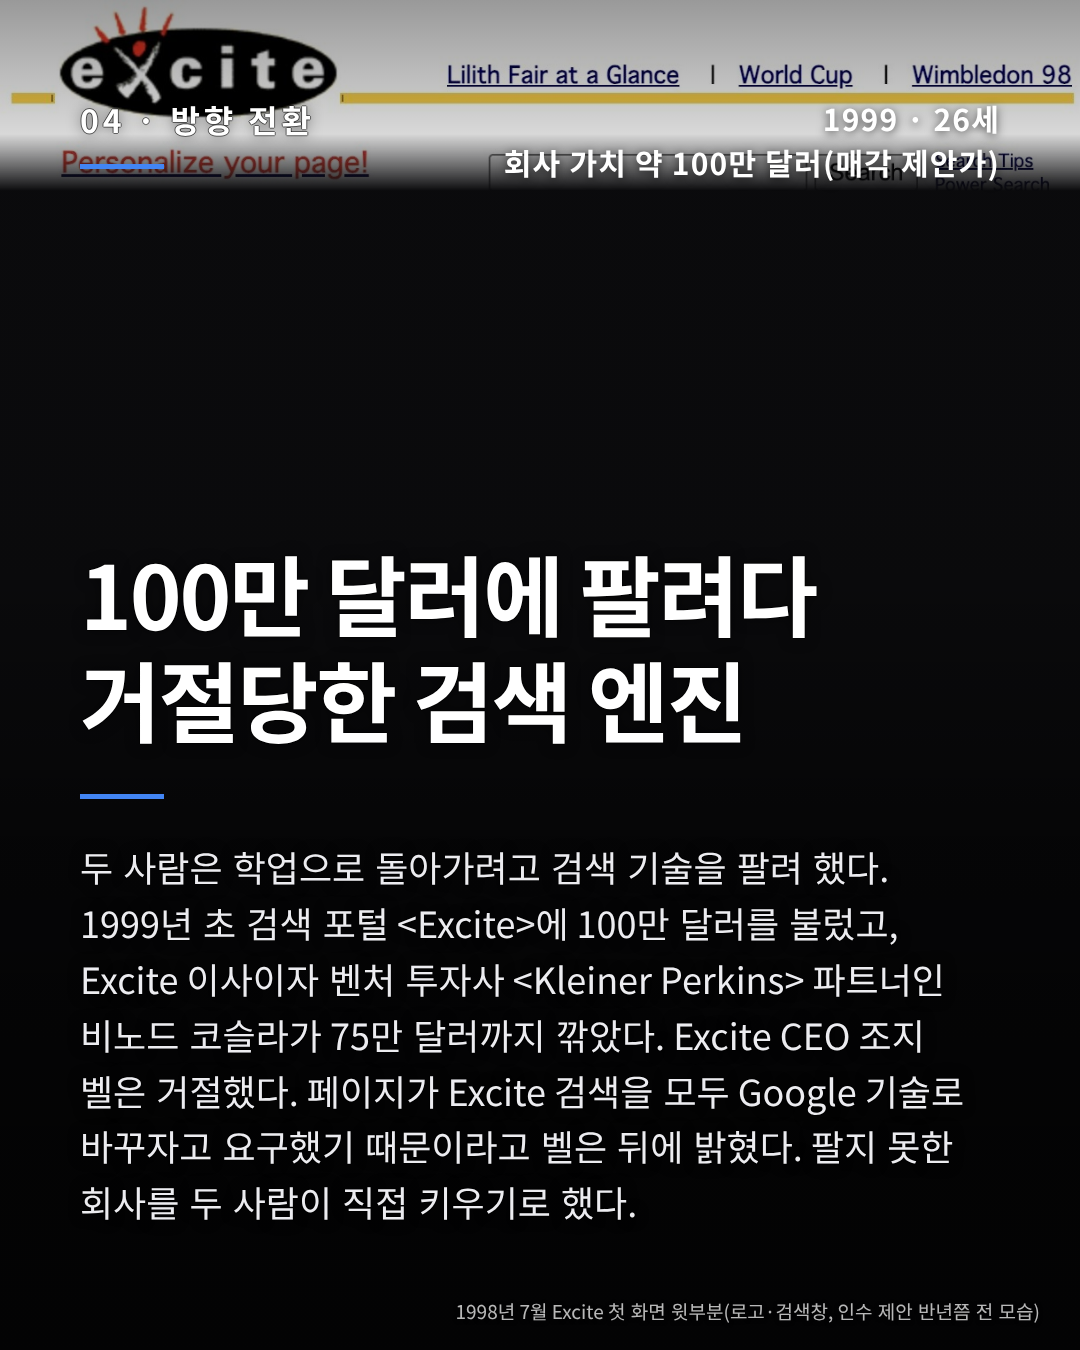 excite
Lilith Fair at a Glance | World Cup | Wimbledon 98
04 · 방향 전환
1999 · 26세
Personalize your page!
회사 가치 약 100만 달러(매각 제안가)
Search
Search Tips
Power Search
100만 달러에 팔려다
거절당한 검색 엔진
두 사람은 학업으로 돌아가려고 검색 기술을 팔려 했다.
1999년 초 검색 포털 <Excite>에 100만 달러를 불렀고,
Excite 이사이자 벤처 투자사 <Kleiner Perkins> 파트너인
비노드 코슬라가 75만 달러까지 깎았다. Excite CEO 조지
벨은 거절했다. 페이지가 Excite 검색을 모두 Google 기술로
바꾸자고 요구했기 때문이라고 벨은 뒤에 밝혔다. 팔지 못한
회사를 두 사람이 직접 키우기로 했다.
1998년 7월 Excite 첫 화면 윗부분(로고·검색창, 인수 제안 반년쯤 전 모습)